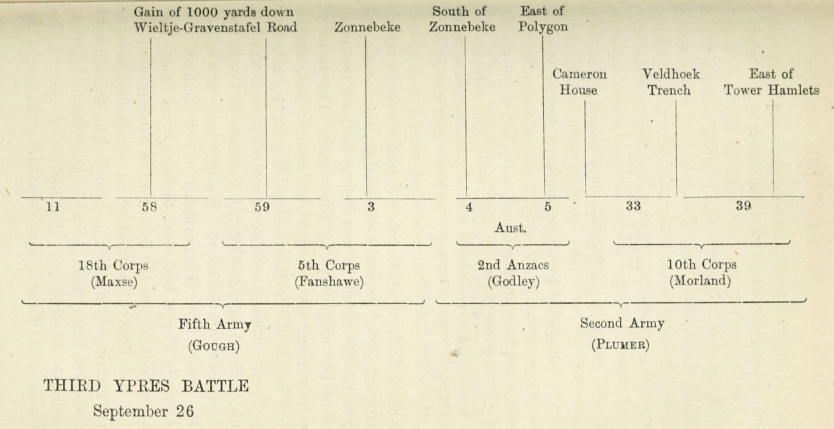 Gain of 1000 yards down
Wieltje-Gravenstafel Road
Zonnebeke
South of
Zonnebeke
East of
Polygon
Cameron
House
Veldhoek
Trench
East of
Tower Hamlets
11
58
59
3
4
5
33
39
Aust.
18th Corps
(Maxse)
5th Corps
(Fanshawe)
2nd Anzacs
(Godley)
10th Corps
(Morland)
Fifth Army
(GOUGH)
Second Army
(PLUMER)
THIRD YPRES BATTLE
September 26